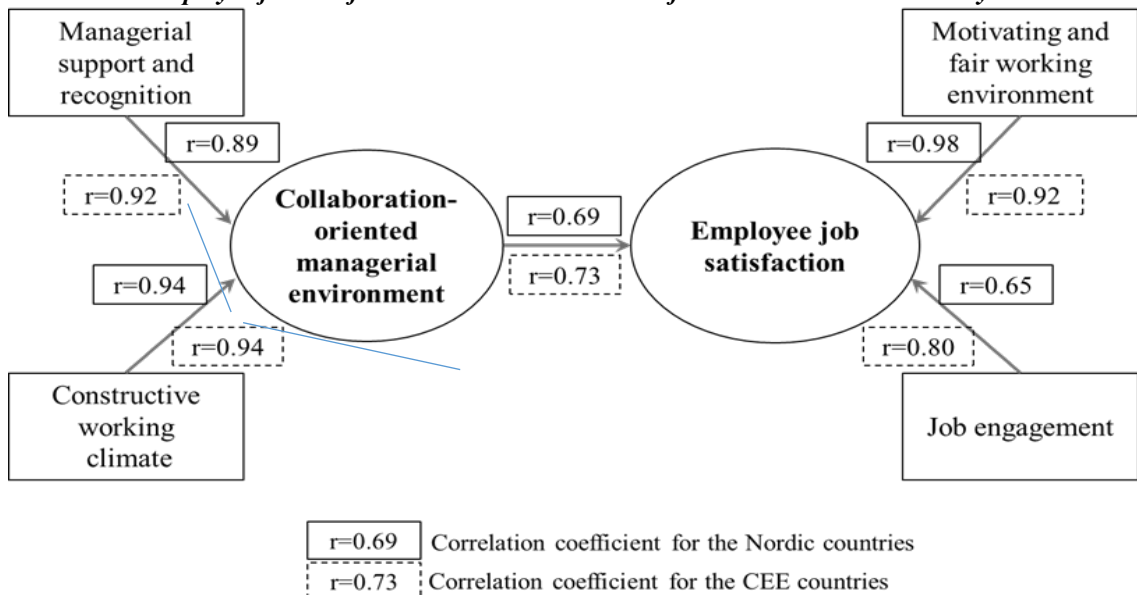 Managerial
support and
recognition
Motivating and
fair working
environment
r=0.89
r=0.98
r=0.92
r=0.92
Collaboration-
oriented
managerial
environment
r=0.69
r=0.73
Employee job
satisfaction
r=0.94
r=0.65
r=0.94
r=0.80
Constructive
working
climate
Job engagement
r=0.69 Correlation coefficient for the Nordic countries
r=0.73 Correlation coefficient for the CEE countries